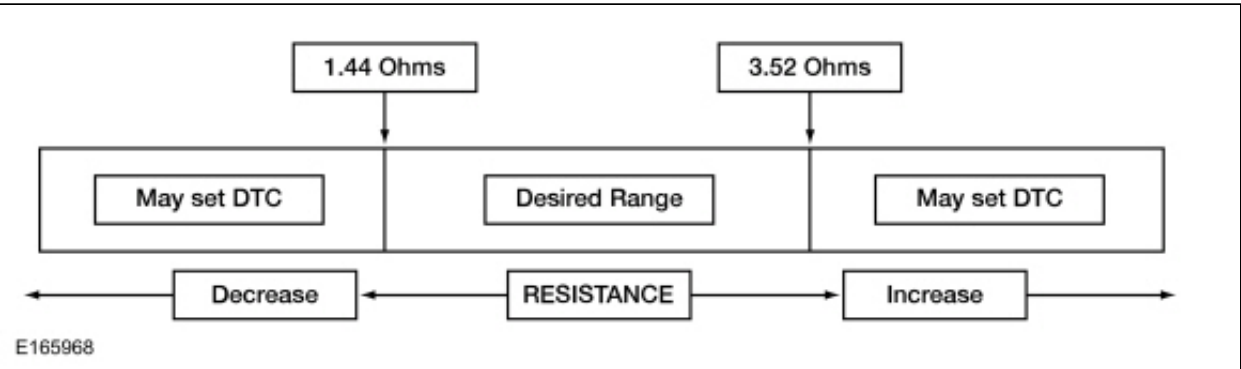 1.44 Ohms
3.52 Ohms
May set DTC
Desired Range
May set DTC
Decrease
RESISTANCE
Increase
E165968